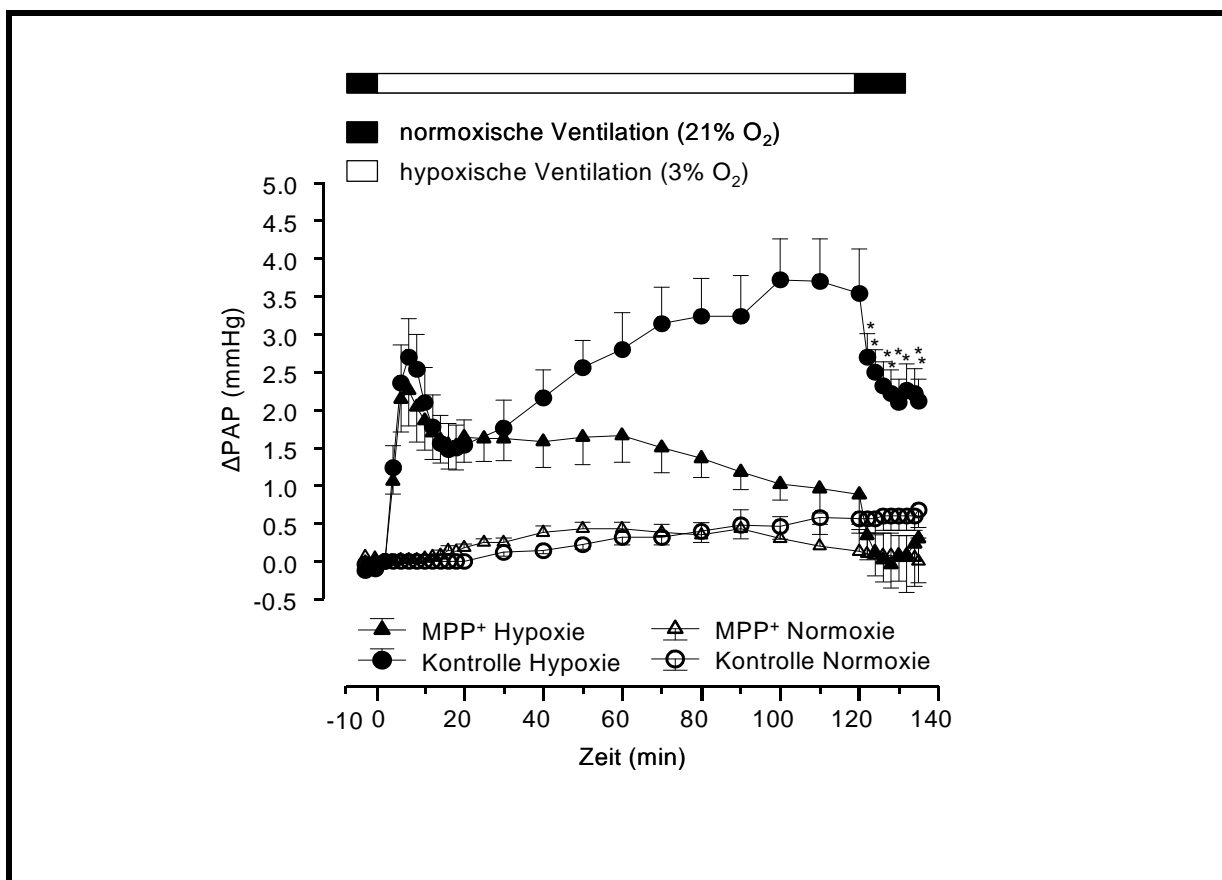 normoxische Ventilation (21% O₂)
hypoxische Ventilation (3% O₂)
ΔPAP (mmHg)
5.0
4.5
4.0
3.5
3.0
2.5
2.0
1.5
1.0
0.5
0.0
-0.5
* * * * * * * *
MPP⁺ Hypoxie
MPP⁺ Normoxie
Kontrolle Hypoxie
Kontrolle Normoxie
-10 0 20 40 60 80 100 120 140
Zeit (min)